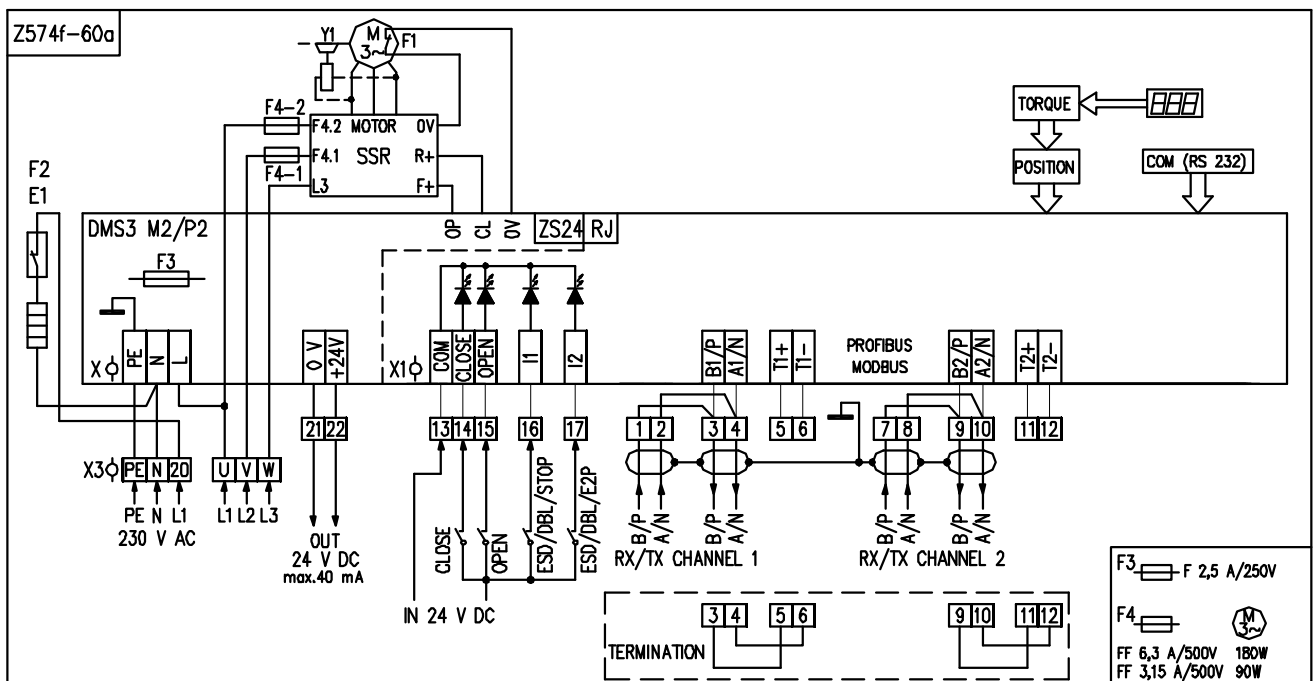 Z574f-60a
Y1
M
3~
F1
F4-2
F4.2 MOTOR 0V
F4.1 SSR R+
F4-1
L3 F+
TORQUE
POSITION
COM (RS 232)
F2
E1
DMS3 M2/P2
OP
CL
0V
ZS24 RJ
F3
X
PE
N
L
0 V
+24V
X1
COM
CLOSE
OPEN
I1
I2
B1/P
A1/N
T1+
T1-
PROFIBUS
MODBUS
B2/P
A2/N
T2+
T2-
21 22
13 14 15 16 17
1 2 3 4 5 6
7 8 9 10 11 12
X3 PE N 20 U V W
PE N L1 L1 L2 L3
230 V AC
OUT
24 V DC
max.40 mA
CLOSE
OPEN
ESD/DBL/STOP
ESD/DBL/E2P
IN 24 V DC
B/P
A/N
B/P
A/N
RX/TX CHANNEL 1
B/P
A/N
B/P
A/N
RX/TX CHANNEL 2
TERMINATION
3 4 5 6 9 10 11 12
F3 F 2,5 A/250V
F4
M
3~
FF 6,3 A/500V 180W
FF 3,15 A/500V 90W